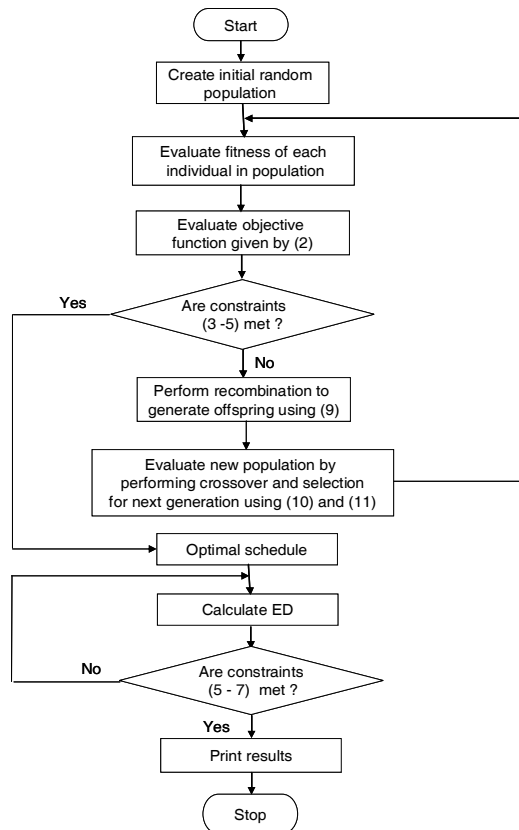 Start
Create initial random
population
Evaluate fitness of each
individual in population
Evaluate objective
function given by (2)
Yes
Are constraints
(3 -5) met ?
No
Perform recombination to
generate offspring using (9)
Evaluate new population by
performing crossover and selection
for next generation using (10) and (11)
Optimal schedule
Calculate ED
No
Are constraints
(5 - 7) met ?
Yes
Print results
Stop